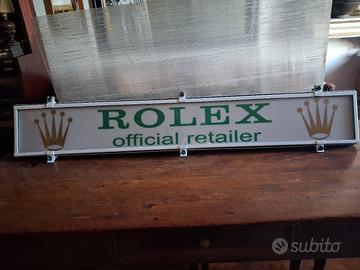 ROLEX
official retailer
subito